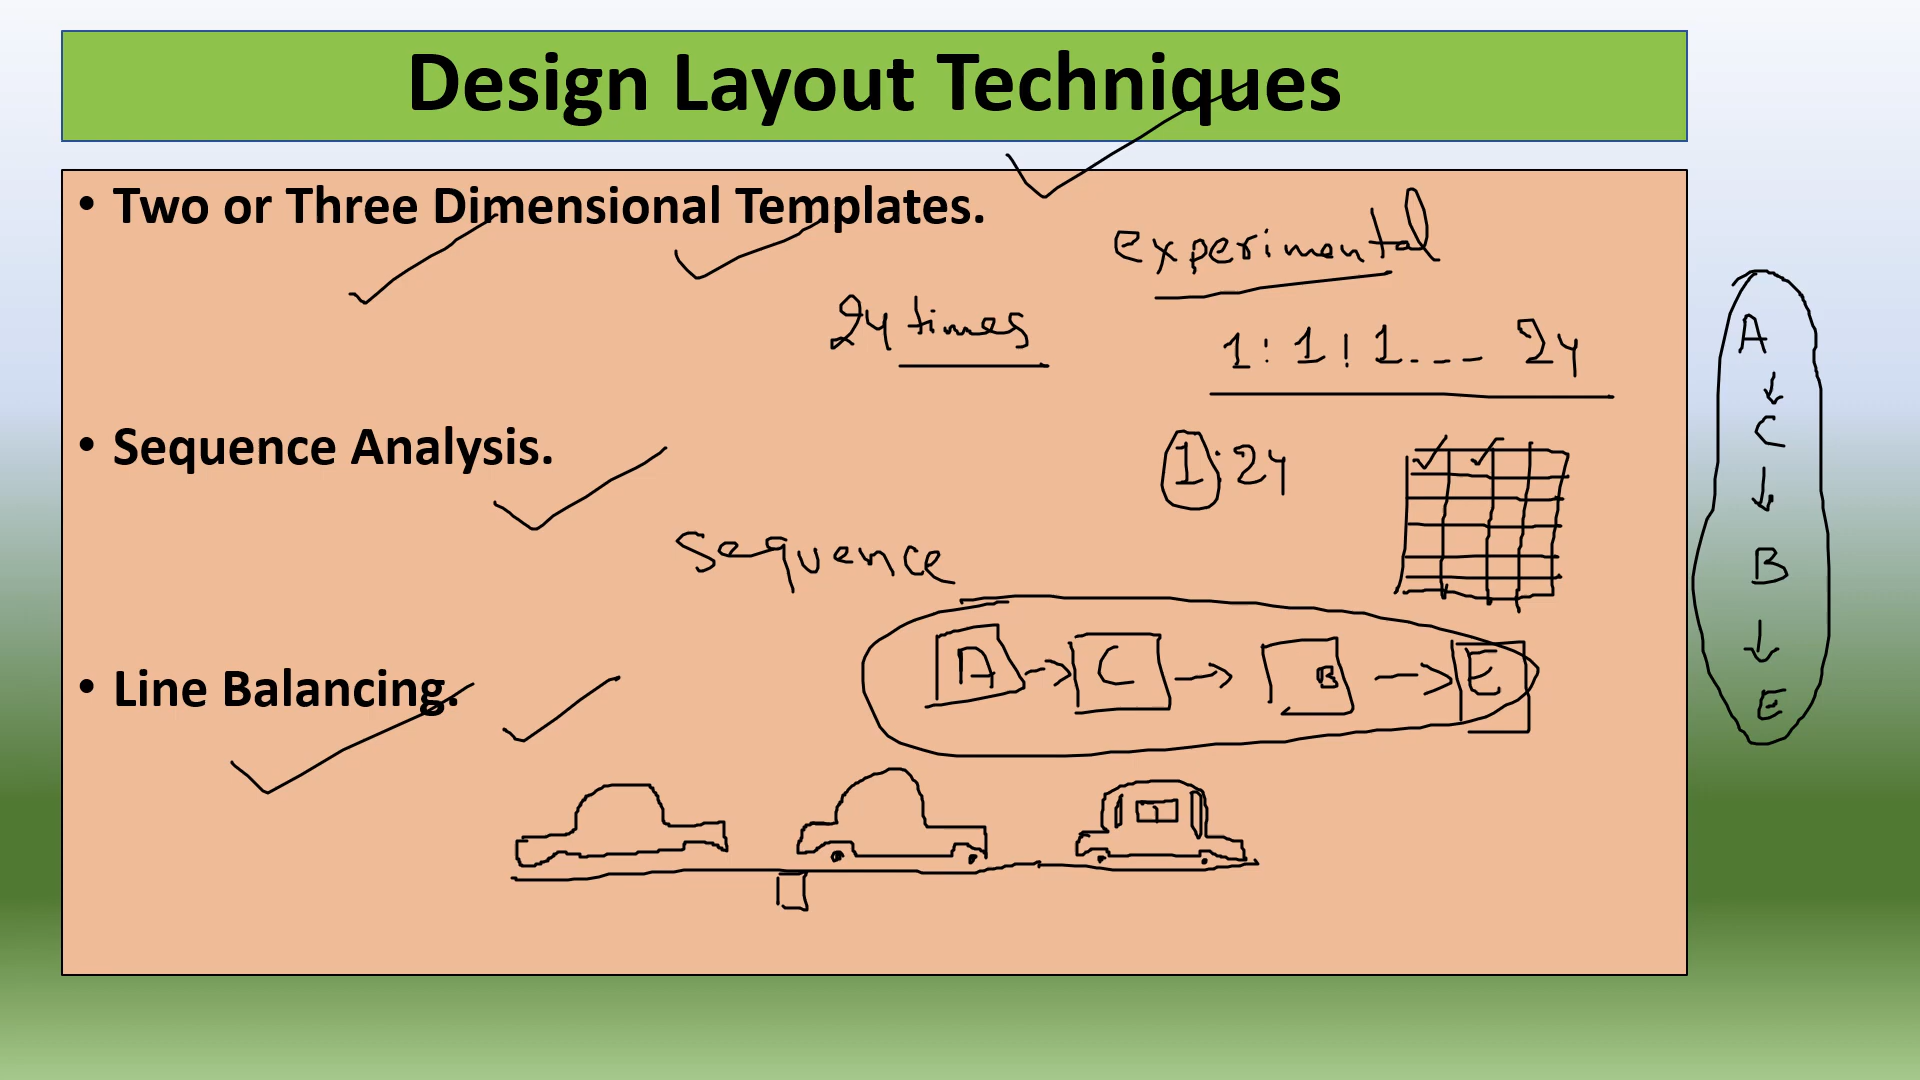 Design Layout Techniques
• Two or Three Dimensional Templates.
experimental
24 times
1 : 1 ! 1 _ _ _ 24
• Sequence Analysis.
1:24
Sequence
• Line Balancing.
A → C → B → E
A
↓
C
↓
B
↓
E